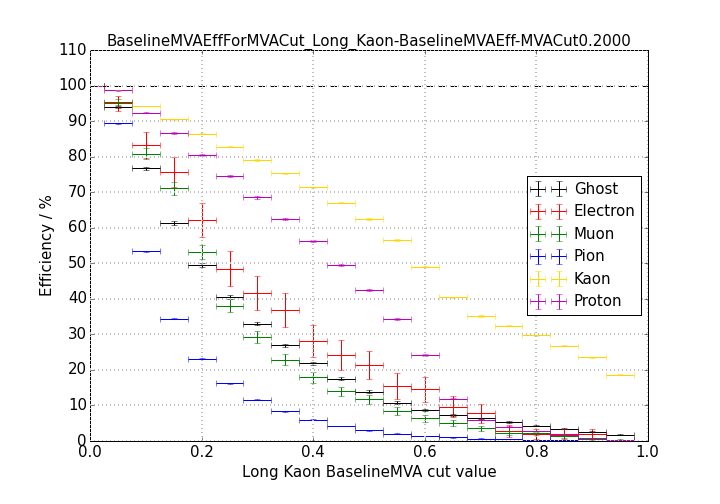 BaselineMVAEffForMVACut_Long_Kaon-BaselineMVAEff-MVACut0.2000
110
100
90
80
70
60
50
40
30
20
10
0
Efficiency / %
Ghost
Electron
Muon
Pion
Kaon
Proton
0.0 0.2 0.4 0.6 0.8 1.0
Long Kaon BaselineMVA cut value